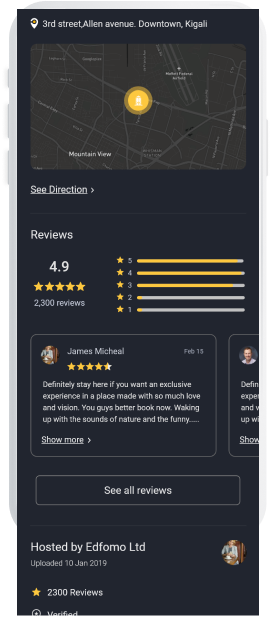 3rd street,Allen avenue. Downtown, Kigali
Moffett Federal
Airfield
Mountain View
See Direction ›
Reviews
4.9
2,300 reviews
5
4
3
2
1
James Micheal
Feb 15
Definitely stay here if you want an exclusive
experience in a place made with so much love
and vision. You guys better book now. Waking
up with the sounds of nature and the funny.....
Show more ›
Defin
exper
and v
up wi
Show
See all reviews
Hosted by Edfomo Ltd
Uploaded 10 Jan 2019
2300 Reviews
Verified